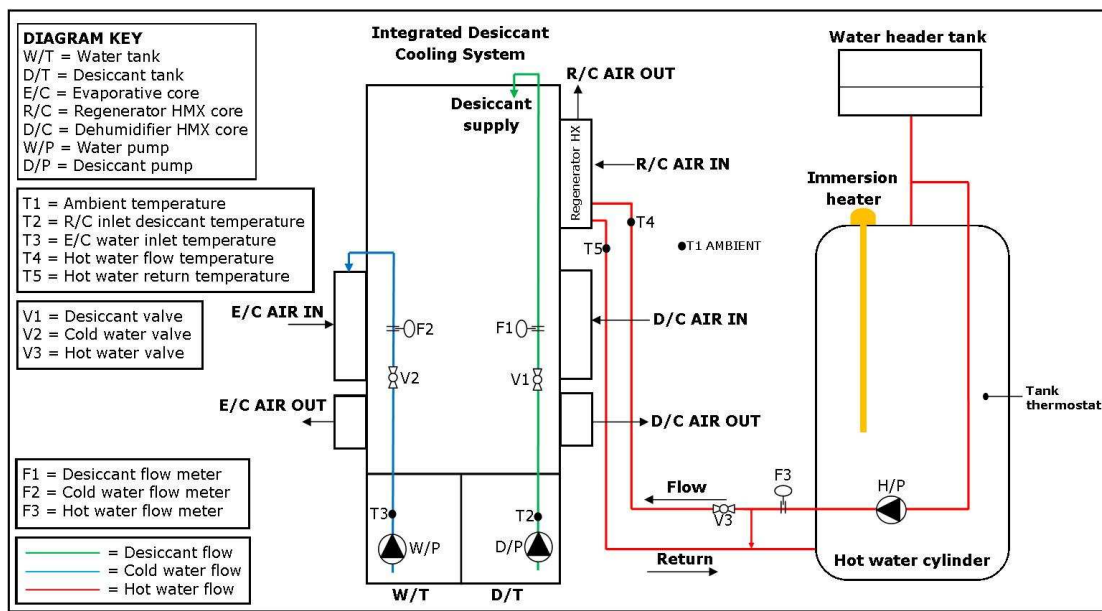 DIAGRAM KEY
W/T = Water tank
D/T = Desiccant tank
E/C = Evaporative core
R/C = Regenerator HMX core
D/C = Dehumidifier HMX core
W/P = Water pump
D/P = Desiccant pump
T1 = Ambient temperature
T2 = R/C inlet desiccant temperature
T3 = E/C water inlet temperature
T4 = Hot water flow temperature
T5 = Hot water return temperature
V1 = Desiccant valve
V2 = Cold water valve
V3 = Hot water valve
F1 = Desiccant flow meter
F2 = Cold water flow meter
F3 = Hot water flow meter
= Desiccant flow
= Cold water flow
= Hot water flow
Integrated Desiccant
Cooling System
Desiccant
supply
R/C AIR OUT
R/C AIR IN
Regenerator HX
T4
T5
T1 AMBIENT
E/C AIR IN
F2
F1
D/C AIR IN
V2
V1
E/C AIR OUT
D/C AIR OUT
T3
T2
W/P
D/P
W/T
D/T
Water header tank
Immersion
heater
Tank
thermostat
Flow
V3
F3
H/P
Return
Hot water cylinder